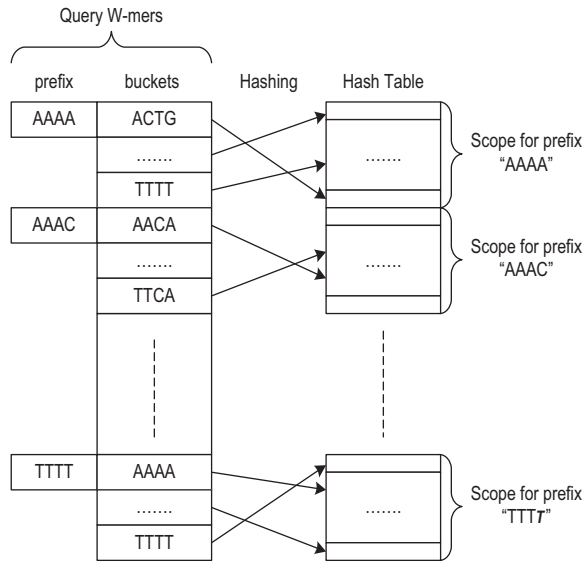 Query W-mers
prefix buckets Hashing Hash Table
AAAA ACTG
.......
TTTT
.......
Scope for prefix
"AAAA"
AAAC AACA
.......
TTCA
.......
Scope for prefix
"AAAC"
TTTT AAAA
.......
TTTT
.......
Scope for prefix
"TTTT"